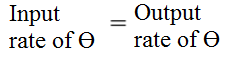 Input = Output
rate of Ɵ rate of Ɵ